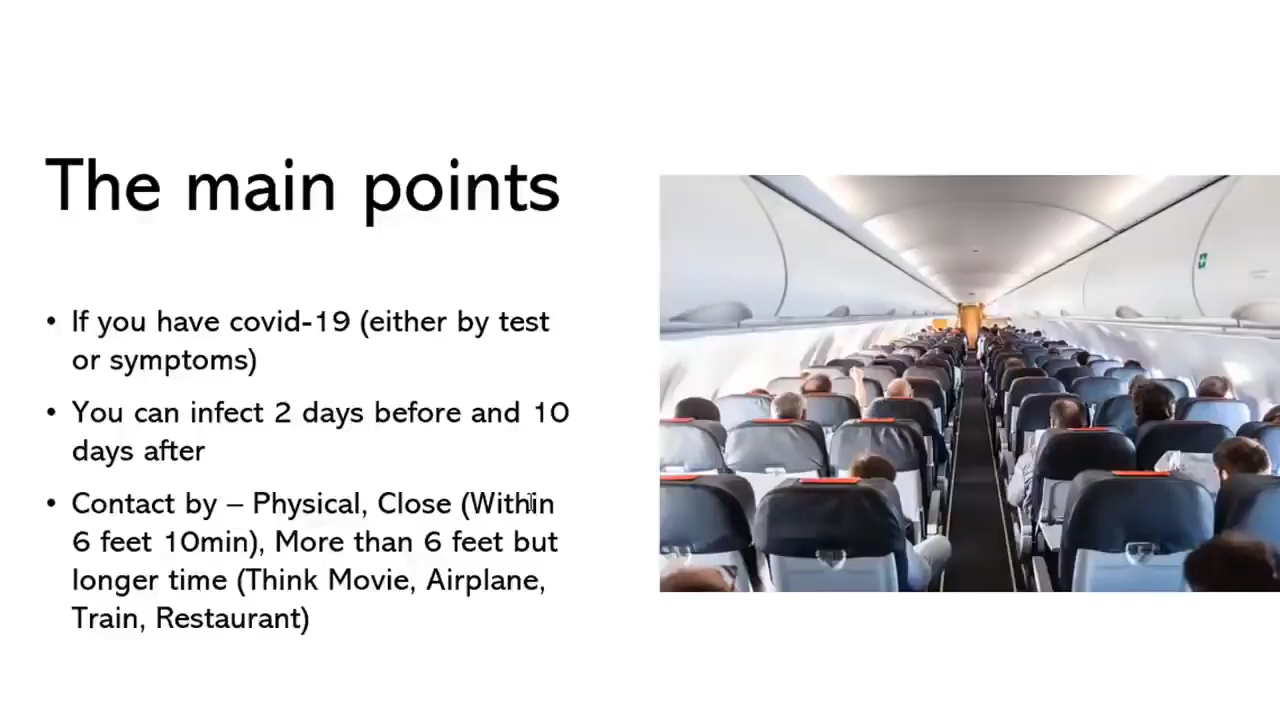 The main points
• If you have covid-19 (either by test
or symptoms)
• You can infect 2 days before and 10
days after
• Contact by – Physical, Close (Within
6 feet 10min), More than 6 feet but
longer time (Think Movie, Airplane,
Train, Restaurant)